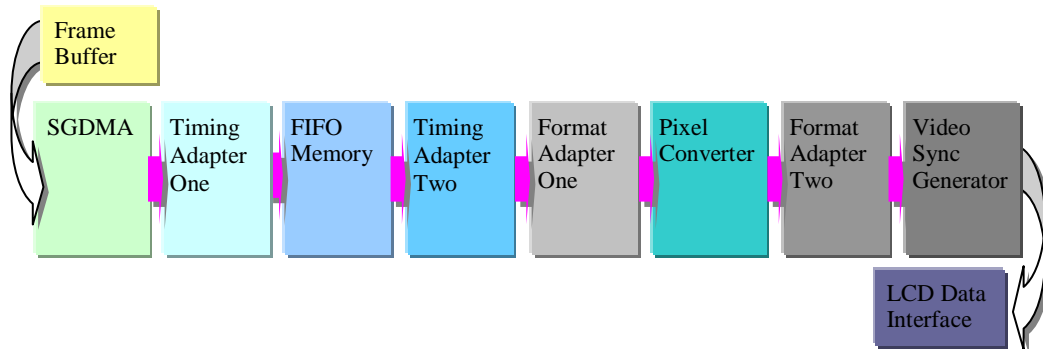 Frame
Buffer
SGDMA
Timing
Adapter
One
FIFO
Memory
Timing
Adapter
Two
Format
Adapter
One
Pixel
Converter
Format
Adapter
Two
Video
Sync
Generator
LCD Data
Interface